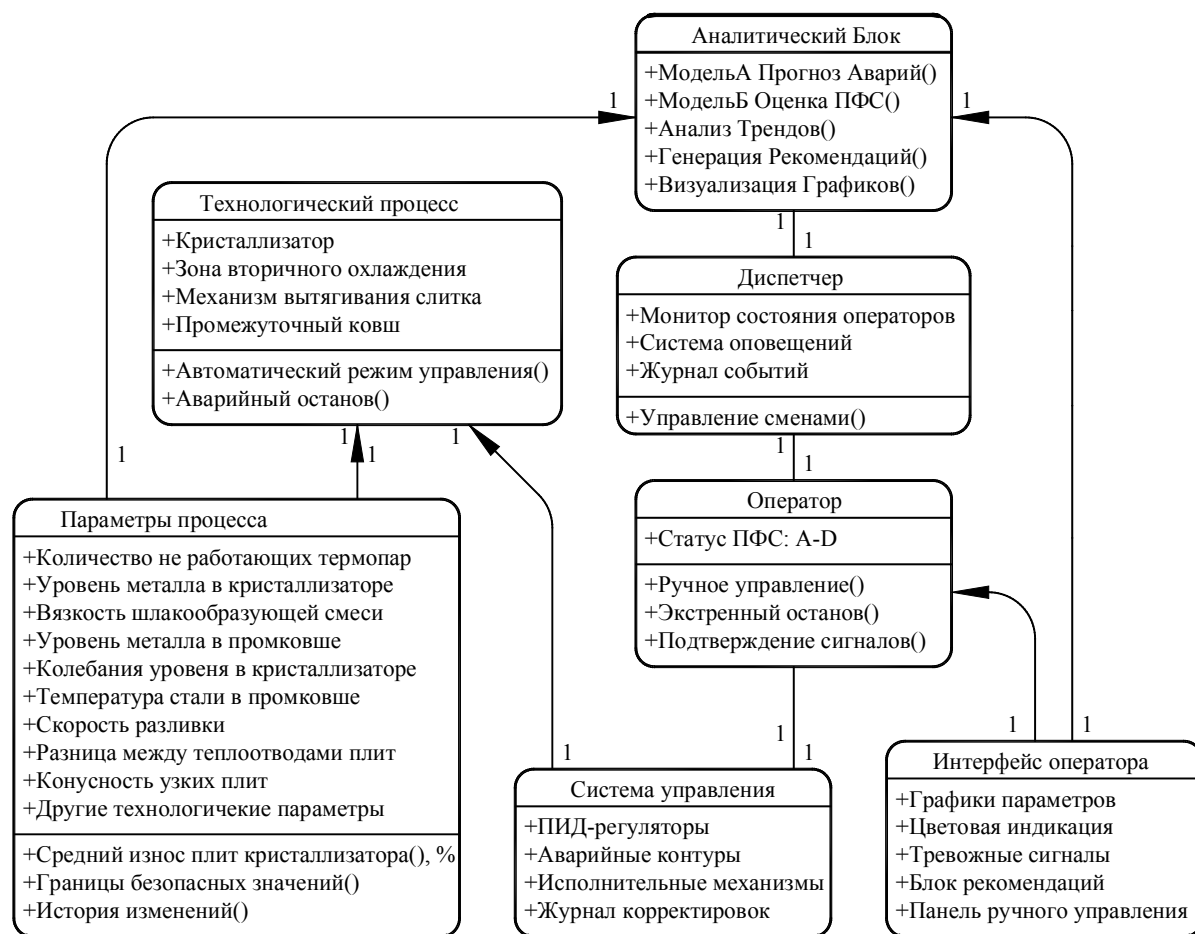 Аналитический Блок
+МодельА Прогноз Аварий()
+МодельБ Оценка ПФС()
+Анализ Трендов()
+Генерация Рекомендаций()
+Визуализация Графиков()
1
1
1
1
Технологический процесс
+Кристаллизатор
+Зона вторичного охлаждения
+Механизм вытягивания слитка
+Промежуточный ковш
+Автоматический режим управления()
+Аварийный останов()
1
1
1
1
Диспетчер
+Монитор состояния операторов
+Система оповещений
+Журнал событий
+Управление сменами()
1
1
Параметры процесса
+Количество не работающих термопар
+Уровень металла в кристаллизаторе
+Вязкость шлакообразующей смеси
+Уровень металла в промковше
+Колебания уровеня в кристаллизаторе
+Температура стали в промковше
+Скорость разливки
+Разница между теплоотводами плит
+Конусность узких плит
+Другие технологичекие параметры
+Средний износ плит кристаллизатора(), %
+Границы безопасных значений()
+История изменений()
Оператор
+Статус ПФС: A-D
+Ручное управление()
+Экстренный останов()
+Подтверждение сигналов()
1
1
1
1
1
1
Система управления
+ПИД-регуляторы
+Аварийные контуры
+Исполнительные механизмы
+Журнал корректировок
Интерфейс оператора
+Графики параметров
+Цветовая индикация
+Тревожные сигналы
+Блок рекомендаций
+Панель ручного управления